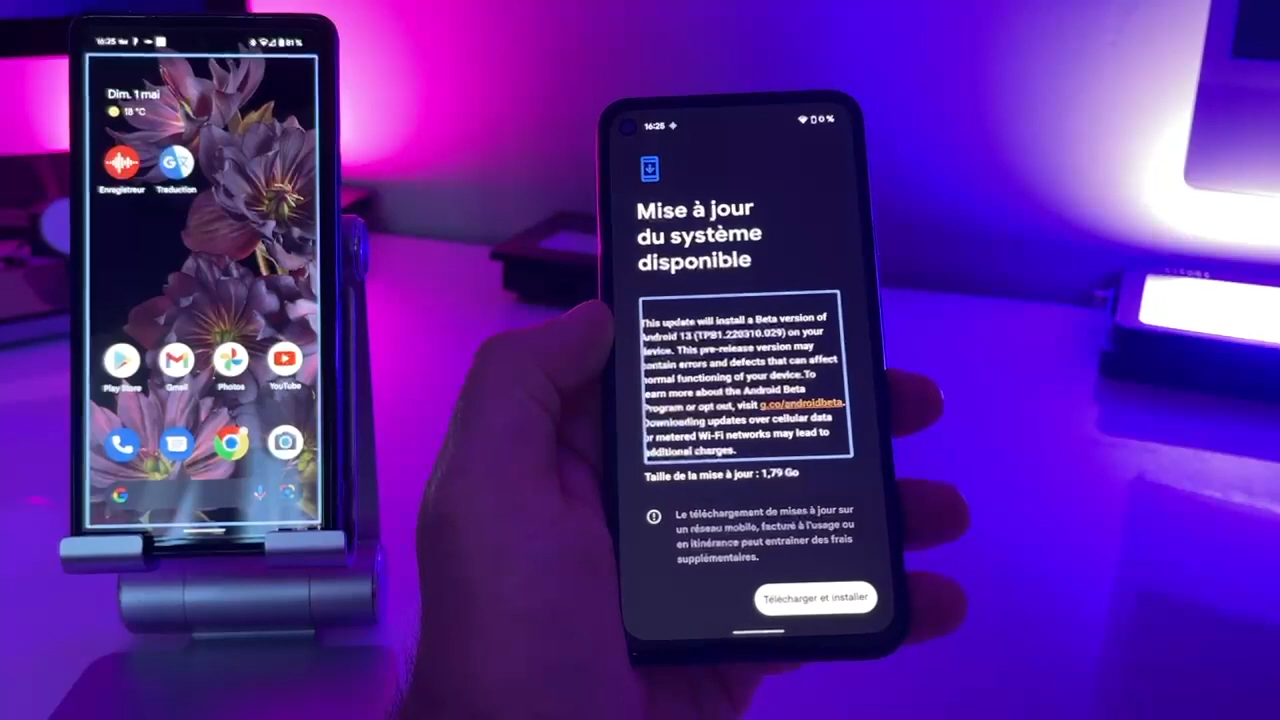 16:25
81 %
Dim. 1 mai
18 °C
Enregistreur Traduction
Play Store Gmail Photos YouTube
16:25
0 %
Mise à jour
du système
disponible
This update will install a Beta version of
Android 13 (TPB1.220310.029) on your
device. This pre-release version may
contain errors and defects that can affect
normal functioning of your device.To
earn more about the Android Beta
Program or opt out, visit g.co/androidbeta.
Downloading updates over cellular data
or metered Wi-Fi networks may lead to
additional charges.
Taille de la mise à jour : 1,79 Go
Le téléchargement de mises à jour sur
un réseau mobile, facturé à l'usage ou
en itinérance peut entraîner des frais
supplémentaires.
Télécharger et installer